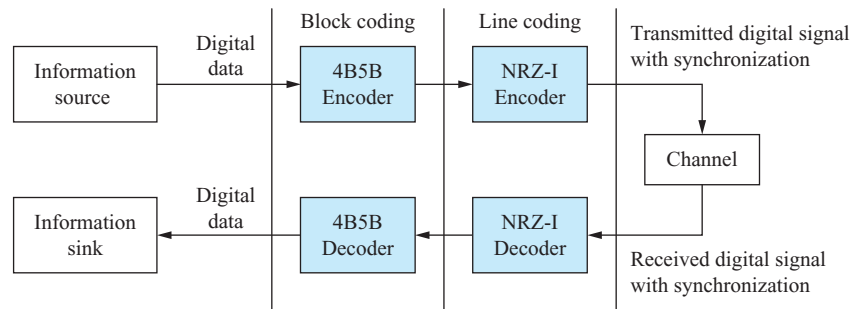 Block coding
Line coding
Transmitted digital signal
with synchronization
Digital
data
Information
source
4B5B
Encoder
NRZ-I
Encoder
Channel
Digital
data
Information
sink
4B5B
Decoder
NRZ-I
Decoder
Received digital signal
with synchronization